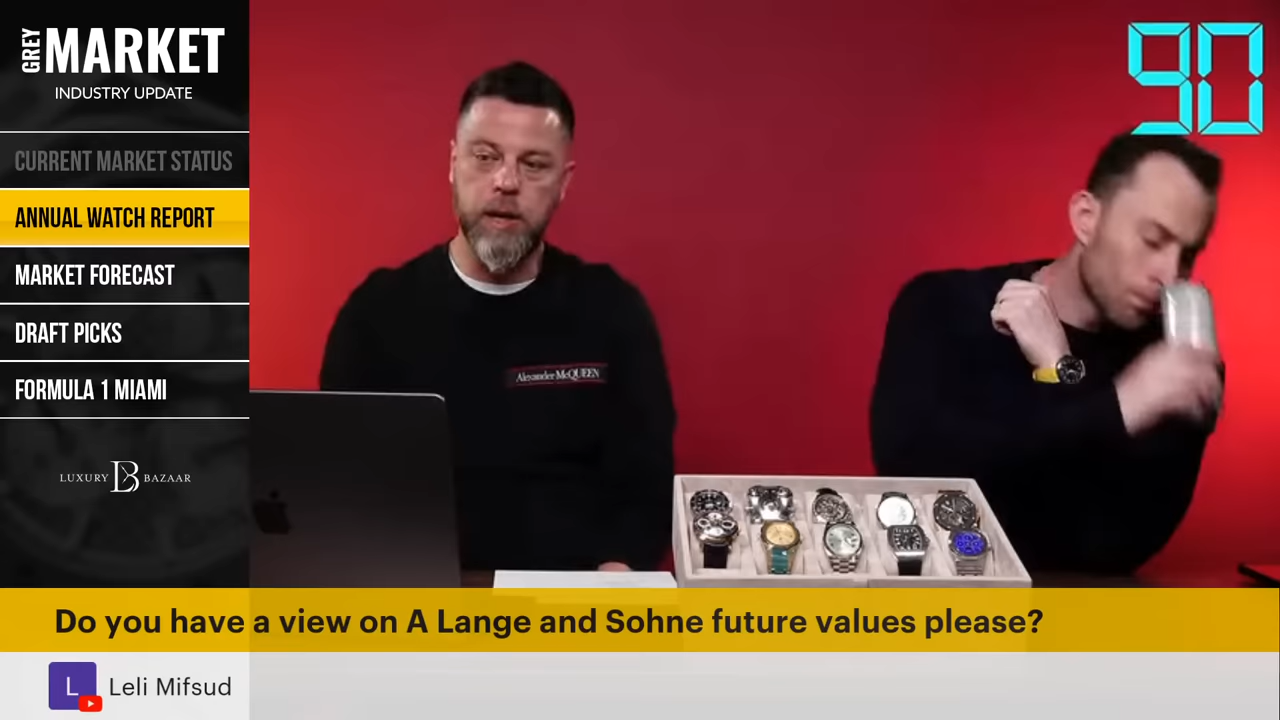 GREY
MARKET
INDUSTRY UPDATE
CURRENT MARKET STATUS
ANNUAL WATCH REPORT
MARKET FORECAST
DRAFT PICKS
FORMULA 1 MIAMI
LUXURY LB BAZAAR
90
Alexander McQUEEN
Do you have a view on A Lange and Sohne future values please?
L
Leli Mifsud